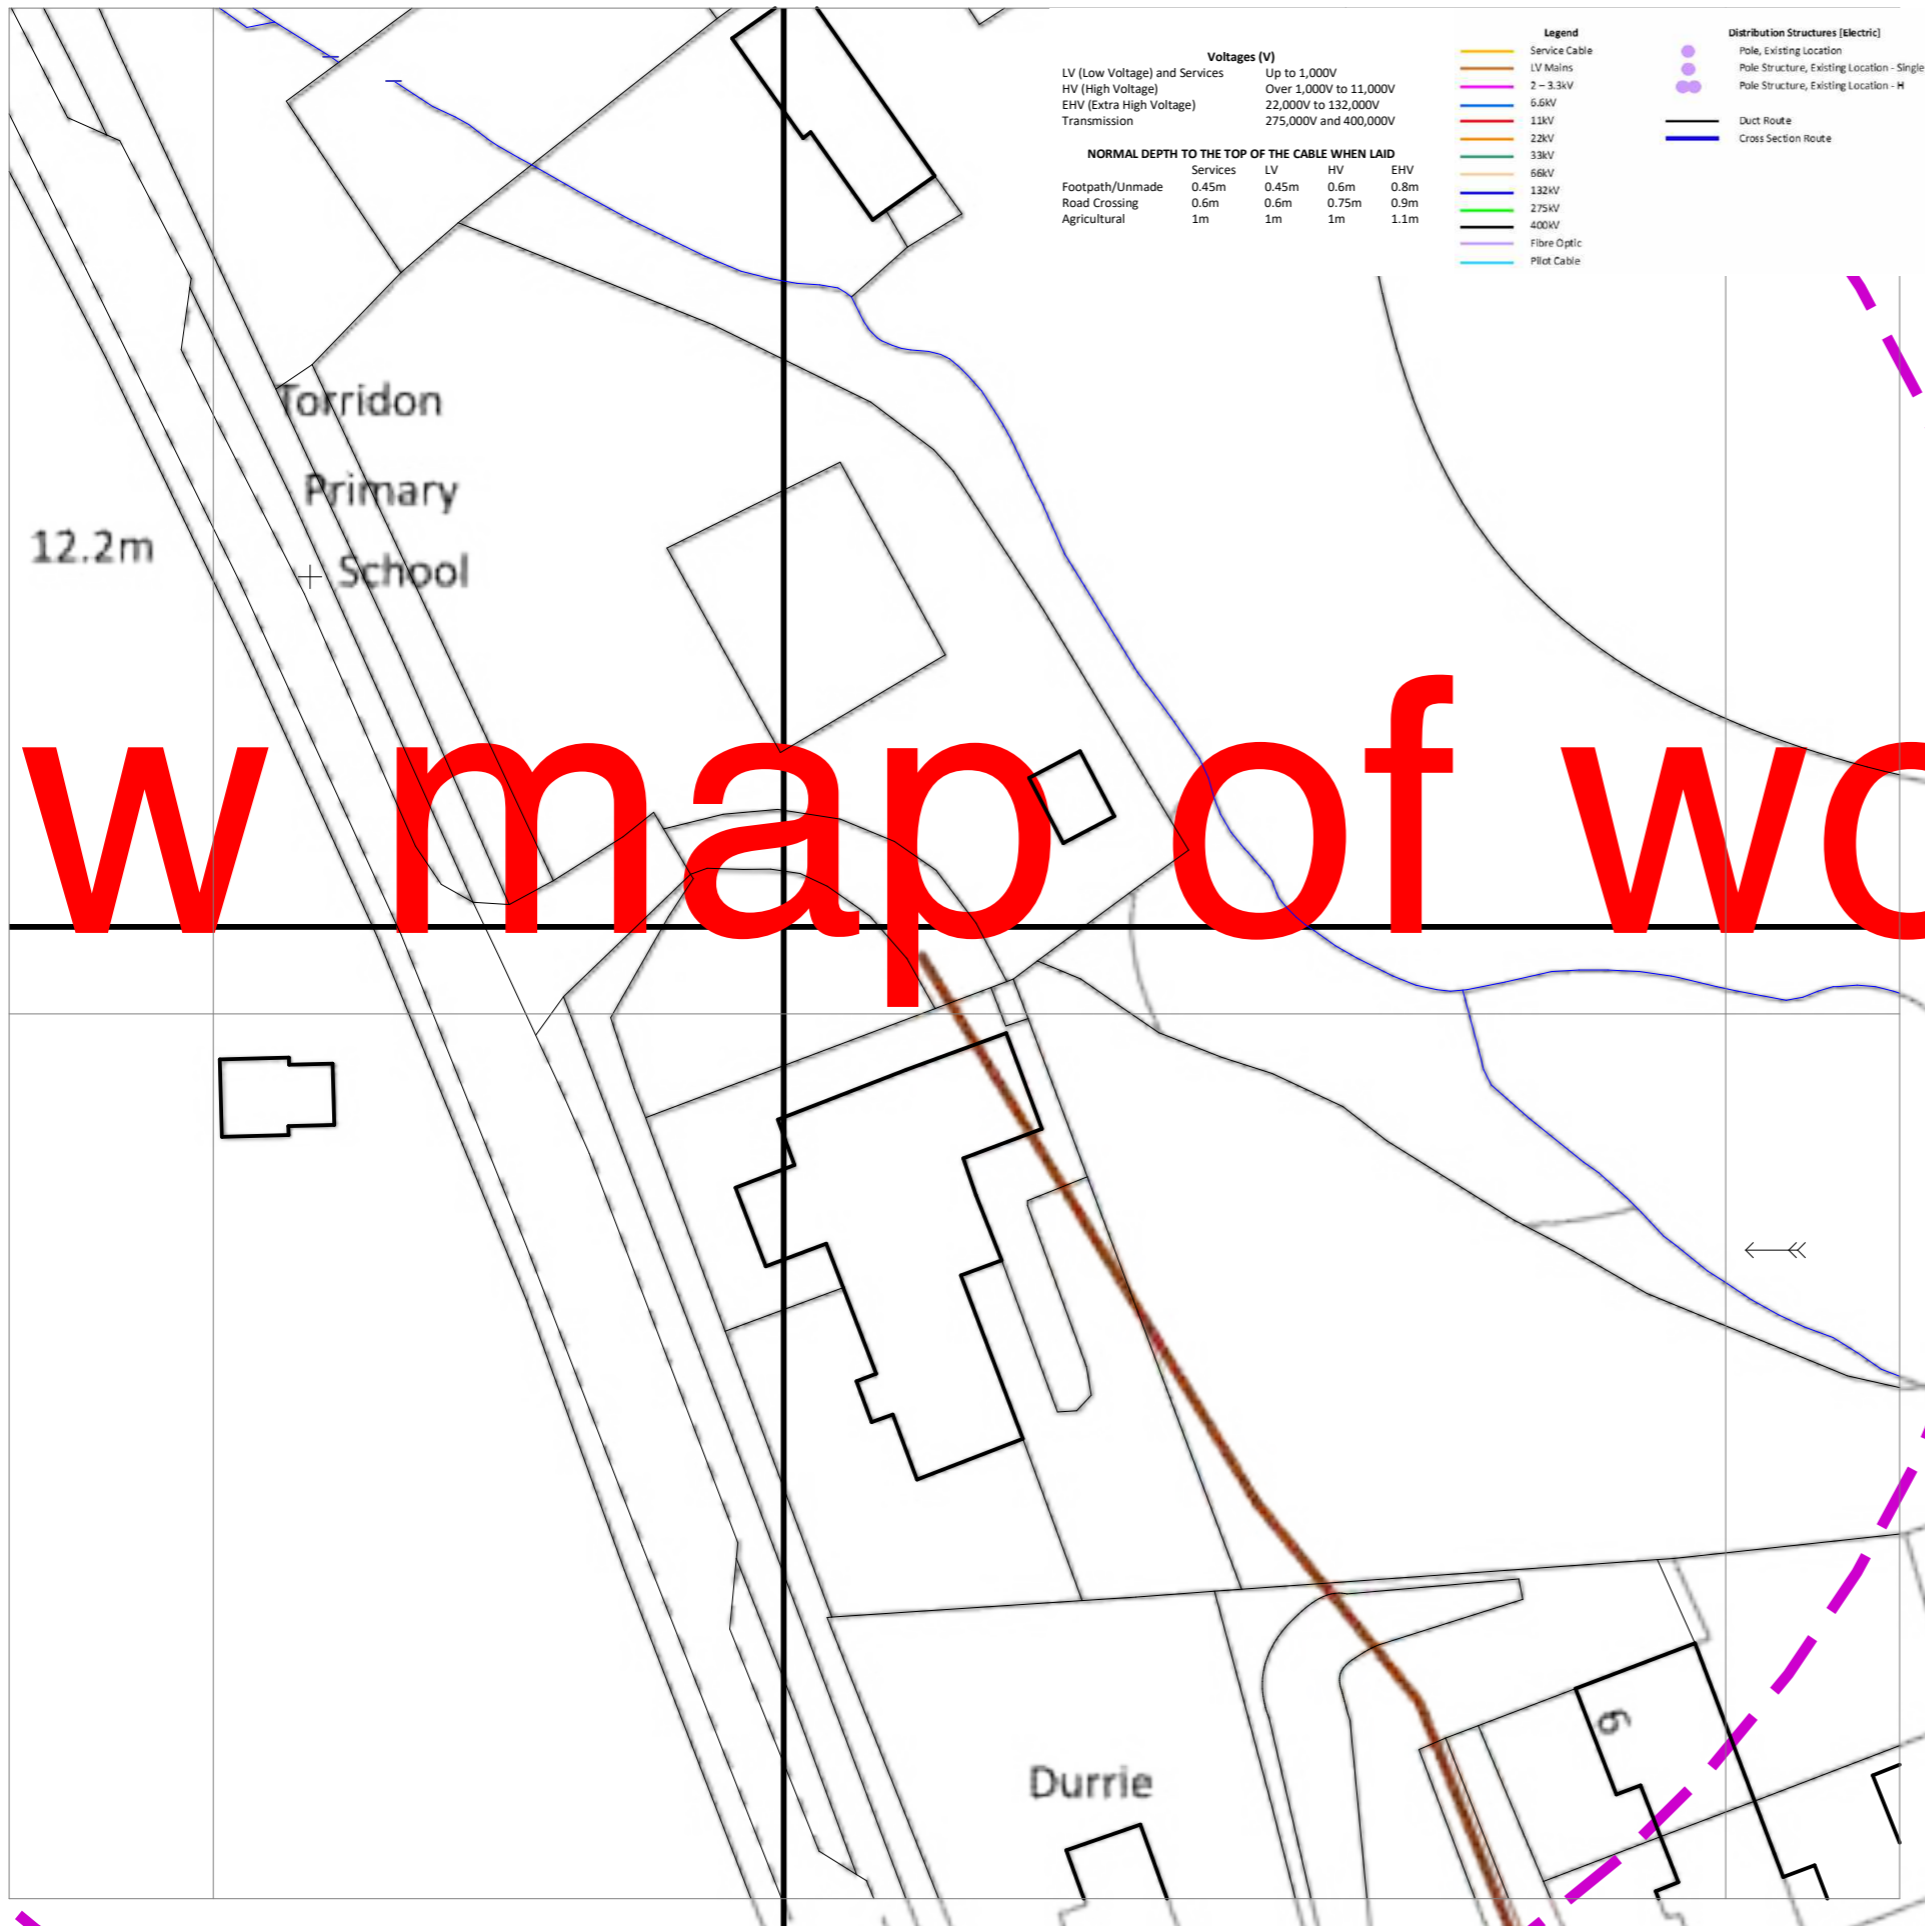 Voltages (V)
LV (Low Voltage) and Services Up to 1,000V
HV (High Voltage) Over 1,000V to 11,000V
EHV (Extra High Voltage) 22,000V to 132,000V
Transmission 275,000V and 400,000V
NORMAL DEPTH TO THE TOP OF THE CABLE WHEN LAID
Services LV HV EHV
Footpath/Unmade 0.45m 0.45m 0.6m 0.8m
Road Crossing 0.6m 0.6m 0.75m 0.9m
Agricultural 1m 1m 1m 1.1m
Legend
Service Cable
LV Mains
2 – 3.3kV
6.6kV
11kV
22kV
33kV
66kV
132kV
275kV
400kV
Fibre Optic
Pilot Cable
Distribution Structures [Electric]
Pole, Existing Location
Pole Structure, Existing Location - Single
Pole Structure, Existing Location - H
Duct Route
Cross Section Route
Torridon
Primary
School
12.2m
w map of wo
6
Durrie